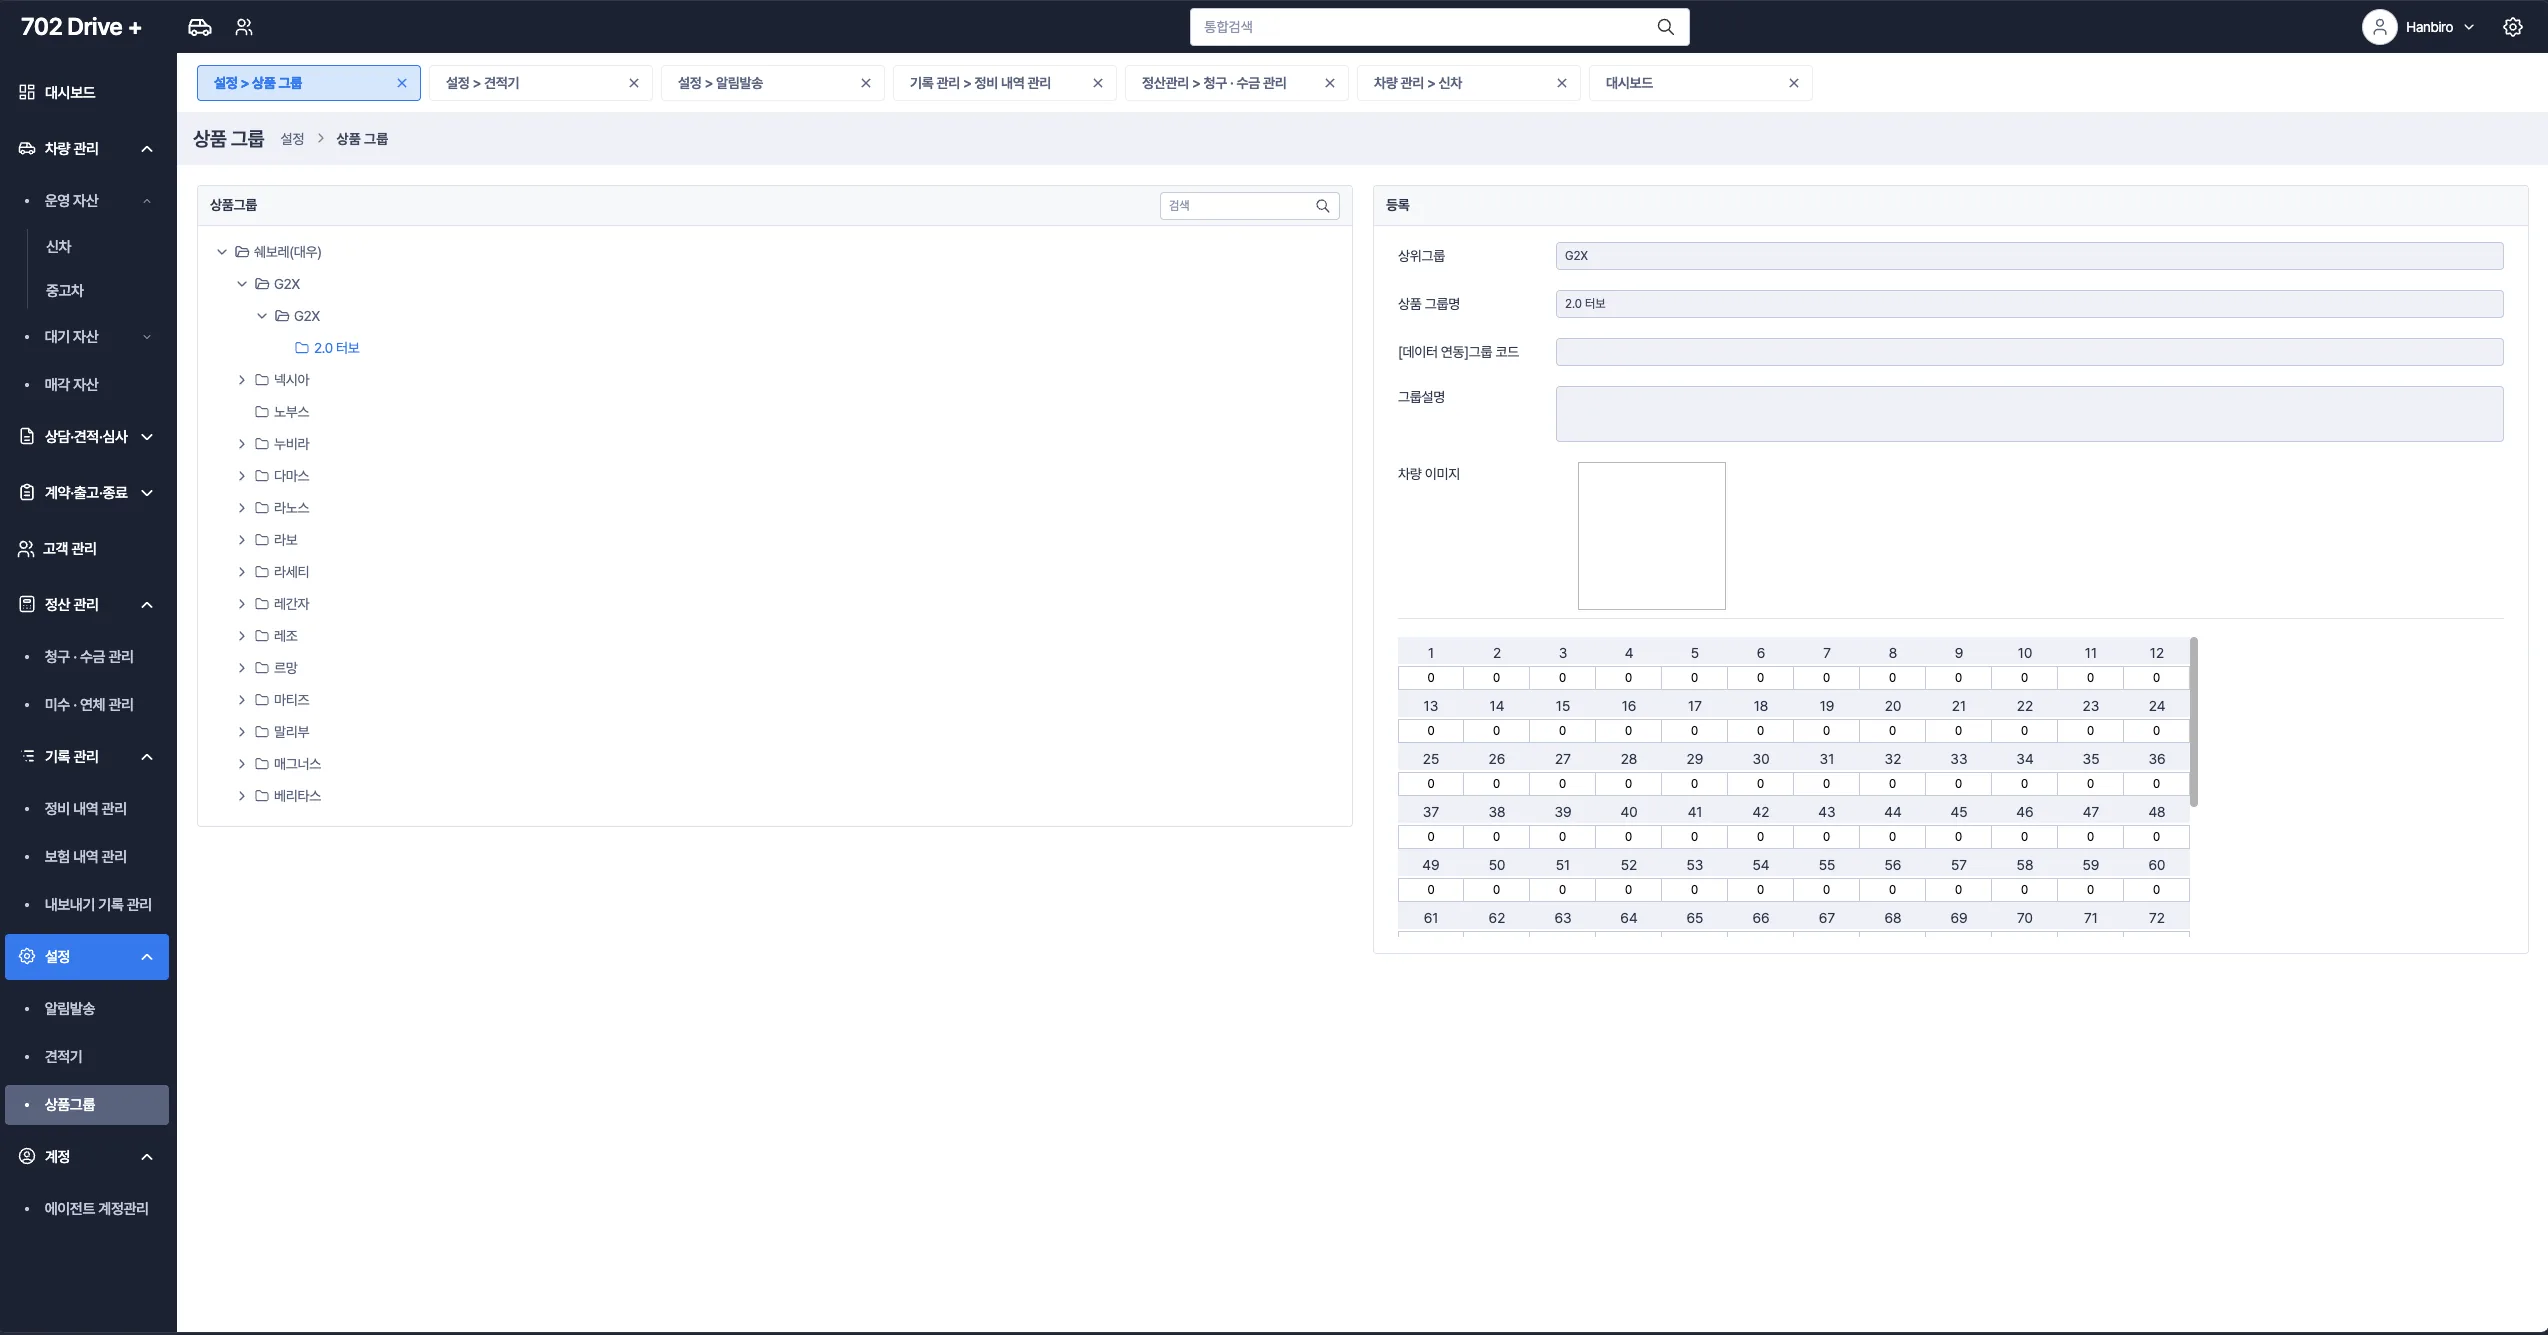 702 Drive +
통합검색
Hanbiro
대시보드
차량 관리
운영 자산
신차
중고차
대기 자산
매각 자산
상담·견적·심사
계약·출고·종료
고객 관리
정산 관리
청구 · 수금 관리
미수 · 연체 관리
기록 관리
정비 내역 관리
보험 내역 관리
내보내기 기록 관리
설정
알림발송
견적기
상품그룹
계정
에이전트 계정관리
설정 > 상품 그룹
설정 > 견적기
설정 > 알림발송
기록 관리 > 정비 내역 관리
정산관리 > 청구 · 수금 관리
차량 관리 > 신차
대시보드
상품 그룹 설정 > 상품 그룹
상품그룹
검색
쉐보레(대우)
G2X
G2X
2.0 터보
넥시아
노부스
누비라
다마스
라노스
라보
라세티
레간자
레조
르망
마티즈
말리부
매그너스
베리타스
등록
상위그룹 G2X
상품 그룹명 2.0 터보
[데이터 연동]그룹 코드
그룹설명
차량 이미지
1 2 3 4 5 6 7 8 9 10 11 12
0 0 0 0 0 0 0 0 0 0 0 0
13 14 15 16 17 18 19 20 21 22 23 24
0 0 0 0 0 0 0 0 0 0 0 0
25 26 27 28 29 30 31 32 33 34 35 36
0 0 0 0 0 0 0 0 0 0 0 0
37 38 39 40 41 42 43 44 45 46 47 48
0 0 0 0 0 0 0 0 0 0 0 0
49 50 51 52 53 54 55 56 57 58 59 60
0 0 0 0 0 0 0 0 0 0 0 0
61 62 63 64 65 66 67 68 69 70 71 72